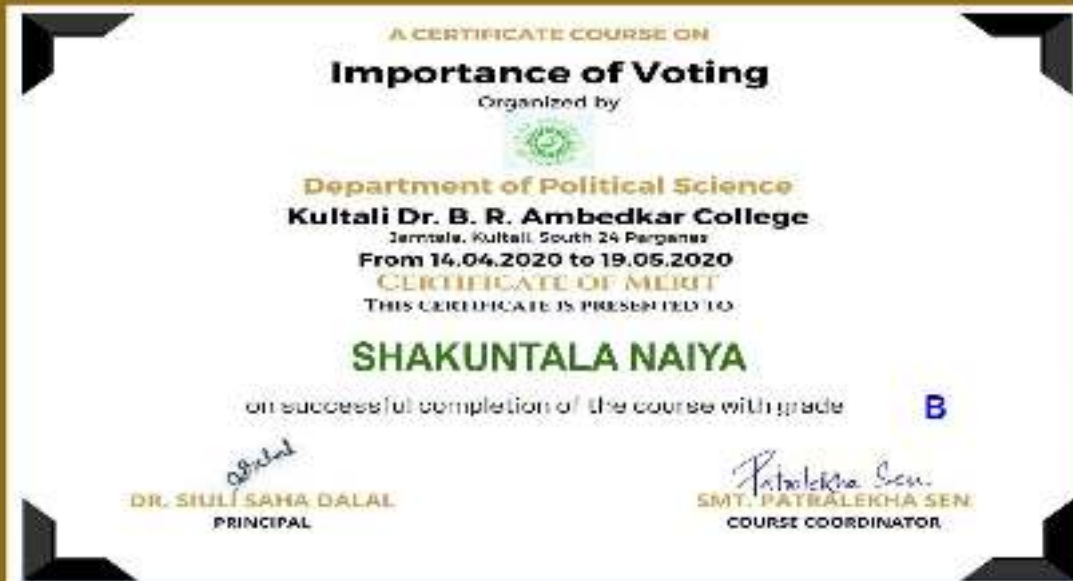 A CERTIFICATE COURSE ON
Importance of Voting
Organized by
Department of Political Science
Kultali Dr. B. R. Ambedkar College
Jamtala, Kultali, South 24 Parganas
From 14.04.2020 to 19.05.2020
CERTIFICATE OF MERIT
THIS CERTIFICATE IS PRESENTED TO
SHAKUNTALA NAIYA
on successful completion of the course with grade B
Patralekha Sen.
DR. SIULI SAHA DALAL
SMT. PATRALEKHA SEN
PRINCIPAL
COURSE COORDINATOR